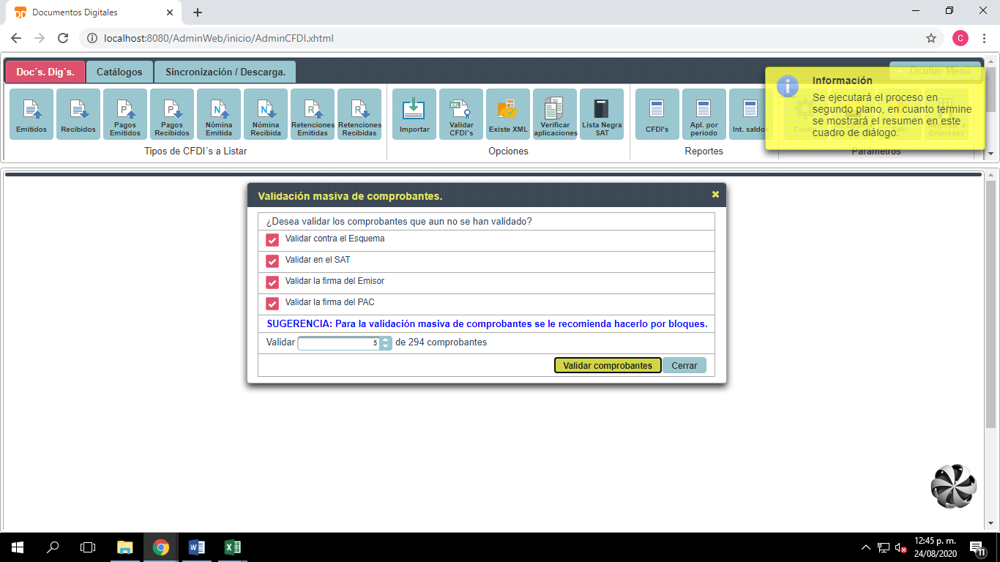 Documentos Digitales
localhost:8080/AdminWeb/inicio/AdminCFDI.xhtml
C
Doc´s. Dig´s.
Catálogos
Sincronización / Descarga.
Ocultar Menú
Emitidos
Recibidos
Pagos
Emitidos
Pagos
Recibidos
Nómina
Emitida
Nómina
Recibida
Retenciones
Emitidas
Retenciones
Recibidas
Tipos de CFDI´s a Listar
Importar
Validar
CFDI´s
Existe XML
Verificar
aplicaciones
Lista Negra
SAT
Opciones
CFDI's
Apl. por
periodo
Int. saldos
Reportes
Empresas
Parámetros
Información
Se ejecutará el proceso en
segundo plano, en cuanto termine
se mostrará el resumen en este
cuadro de diálogo.
Validación masiva de comprobantes.
¿Desea validar los comprobantes que aun no se han validado?
Validar contra el Esquema
Validar en el SAT
Validar la firma del Emisor
Validar la firma del PAC
SUGERENCIA: Para la validación masiva de comprobantes se le recomienda hacerlo por bloques.
Validar 5 de 294 comprobantes
Validar comprobantes
Cerrar
12:45 p. m.
24/08/2020
11